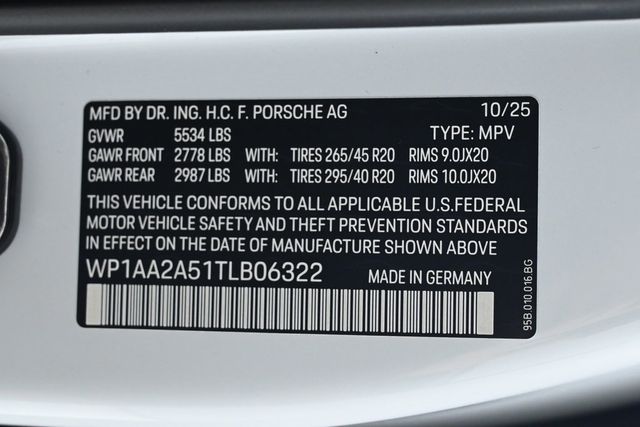 MFD BY DR. ING. H.C. F. PORSCHE AG 10/25
GVWR 5534 LBS TYPE: MPV
GAWR FRONT 2778 LBS WITH: TIRES 265/45 R20 RIMS 9.0JX20
GAWR REAR 2987 LBS WITH: TIRES 295/40 R20 RIMS 10.0JX20
THIS VEHICLE CONFORMS TO ALL APPLICABLE U.S.FEDERAL
MOTOR VEHICLE SAFETY AND THEFT PREVENTION STANDARDS
IN EFFECT ON THE DATE OF MANUFACTURE SHOWN ABOVE
WP1AA2A51TLB06322 MADE IN GERMANY
95B.010.016.BG